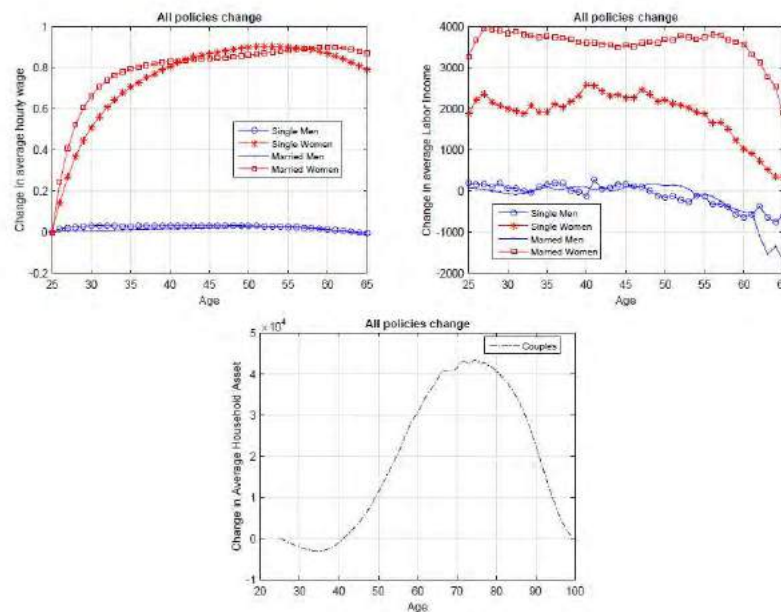 All policies change
Change in average hourly wage
1
0.8
0.6
0.4
0.2
0
-0.2
25 30 35 40 45 50 55 60 65
Age
Single Men
Single Women
Married Men
Married Women
All policies change
Change in average Labor Income
4000
3000
2000
1000
0
-1000
-2000
25 30 35 40 45 50 55 60
Age
Single Men
Single Women
Married Men
Married Women
All policies change
× 10^4
Change in Average Household Asset
5
4
3
2
1
0
-1
20 30 40 50 60 70 80 90 100
Age
Couples